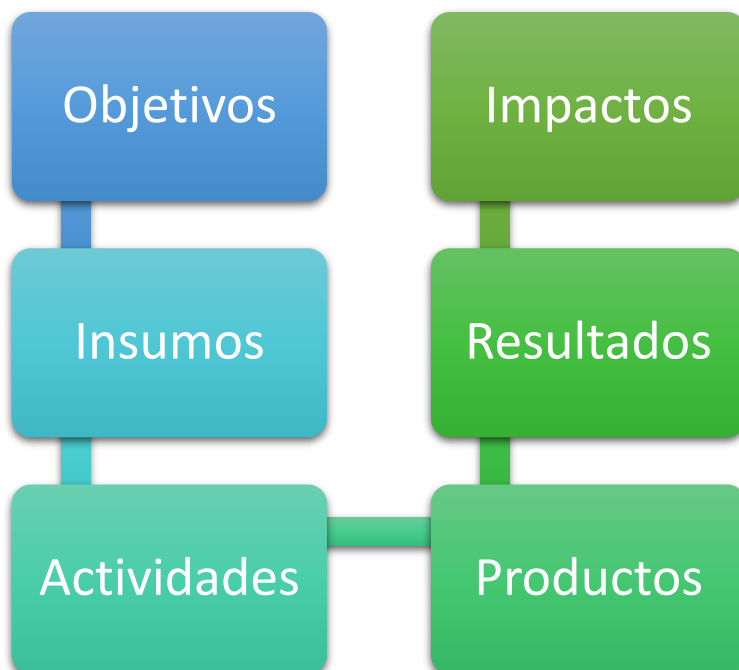 Objetivos
Insumos
Actividades
Productos
Resultados
Impactos